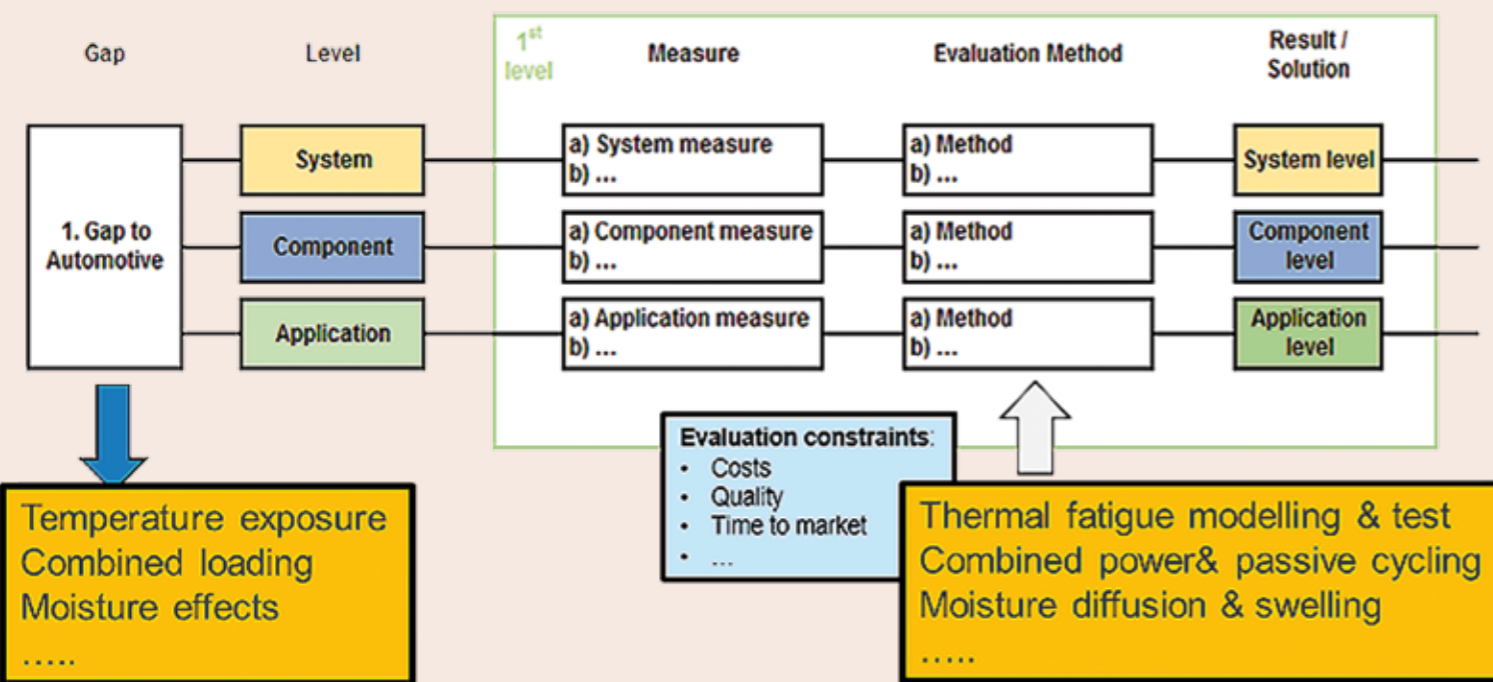 Gap
Level
1st
level
Measure
Evaluation Method
Result /
Solution
1. Gap to
Automotive
System
a) System measure
b) ...
a) Method
b) ...
System level
Component
a) Component measure
b) ...
a) Method
b) ...
Component
level
Application
a) Application measure
b) ...
a) Method
b) ...
Application
level
Evaluation constraints:
• Costs
• Quality
• Time to market
• ...
Temperature exposure
Combined loading
Moisture effects
.....
Thermal fatigue modelling & test
Combined power& passive cycling
Moisture diffusion & swelling
.....